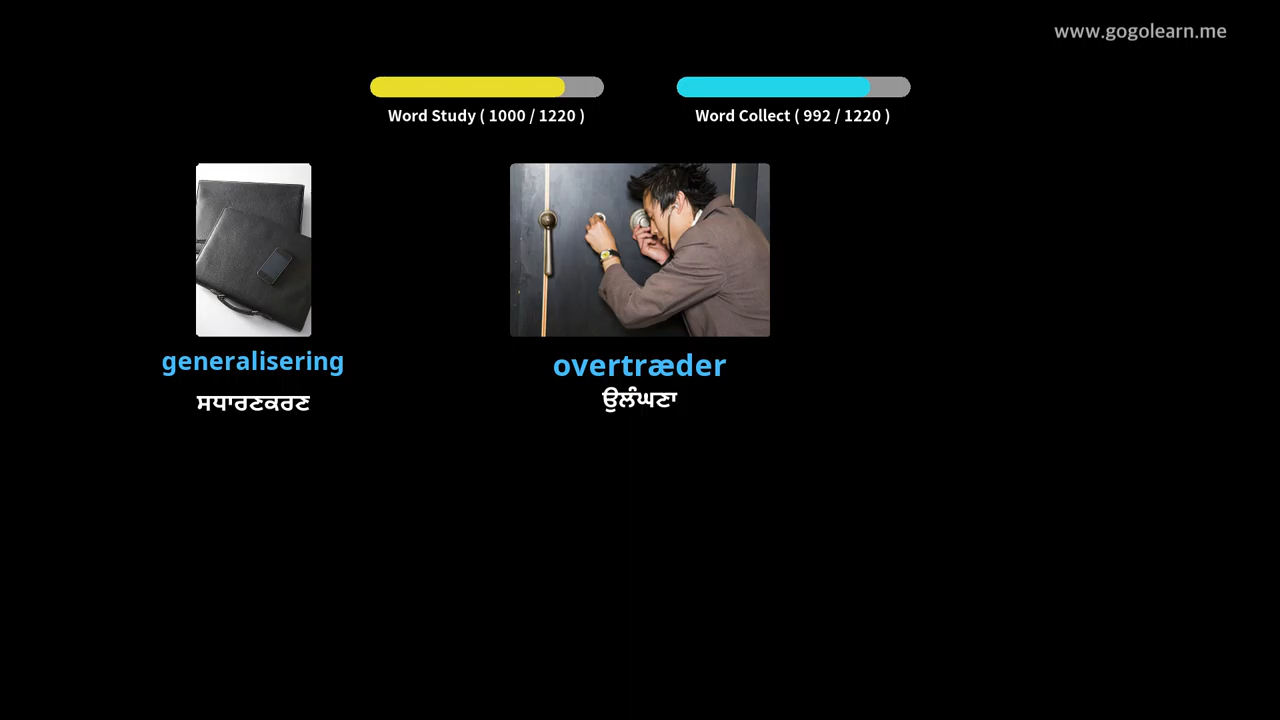 www.gogolearn.me
Word Study ( 1000 / 1220 )
Word Collect ( 992 / 1220 )
generalisering
ਸਧਾਰਣਕਰਣ
overtræder
ਉਲੰਘਣਾ